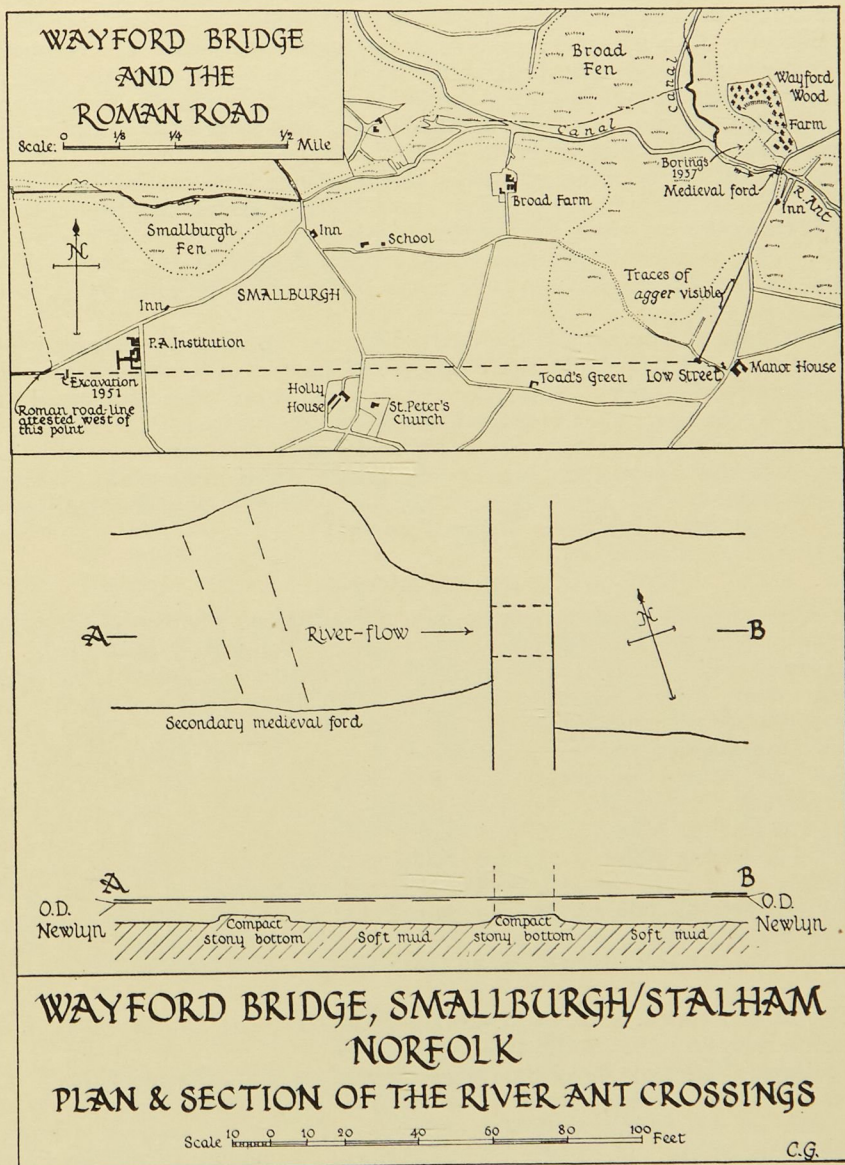 WAYFORD BRIDGE
AND THE
ROMAN ROAD
Scale: 0 1/8 1/4 1/2 Mile
Broad
Fen
canal
Wayford
Wood
Farm
Canal
Borings
1937
Medieval ford
R. Ant
Inn
Broad Farm
Smallburgh
Fen
N
Inn
School
Traces of
agger visible
SMALLBURGH
Inn
P.A. Institution
Excavation
1951
Roman road-line
attested west of
this point
Holly
House
St. Peter's
Church
Toad's Green
Low Street
Manor House
A
River-flow
N
B
Secondary medieval ford
A
B
O.D.
Newlyn
Compact
stony bottom
Soft mud
Compact
stony bottom
Soft mud
O.D.
Newlyn
WAYFORD BRIDGE, SMALLBURGH/STALHAM
NORFOLK
PLAN & SECTION OF THE RIVER ANT CROSSINGS
Scale 10 0 10 20 40 60 80 100 Feet
C.G.